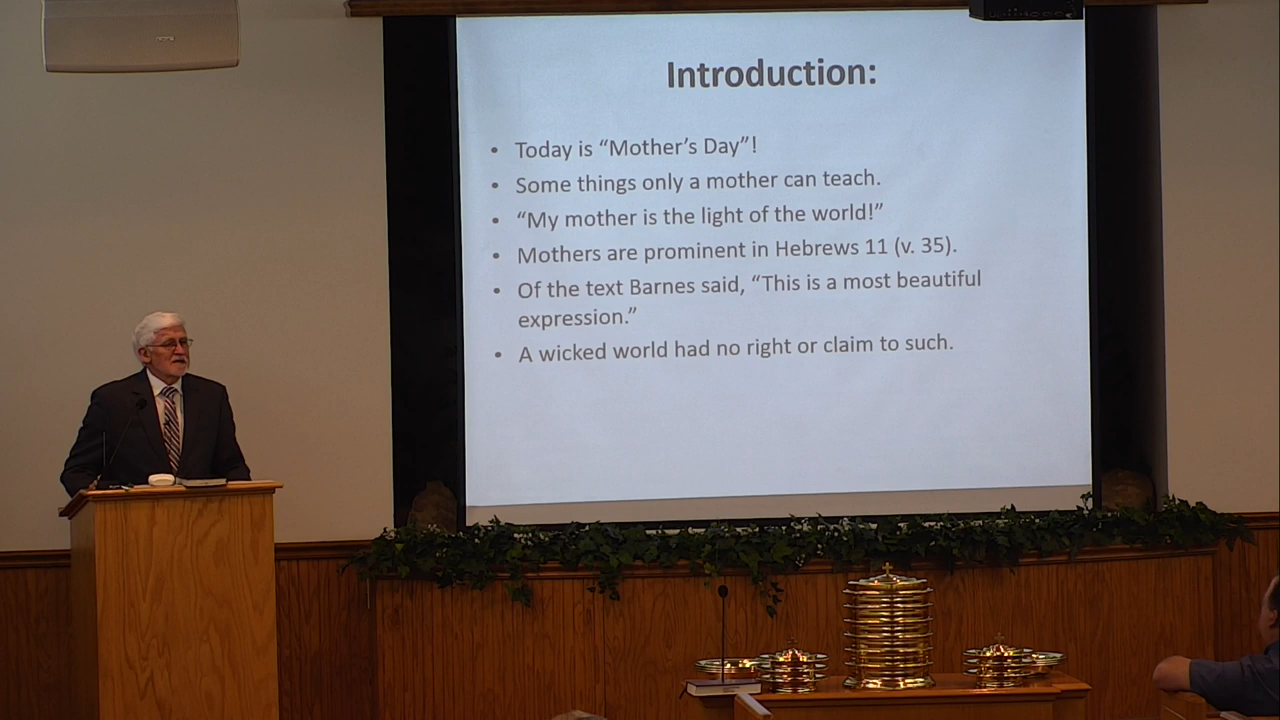 Introduction:
• Today is “Mother’s Day”!
• Some things only a mother can teach.
• “My mother is the light of the world!”
• Mothers are prominent in Hebrews 11 (v. 35).
• Of the text Barnes said, “This is a most beautiful
expression.”
• A wicked world had no right or claim to such.